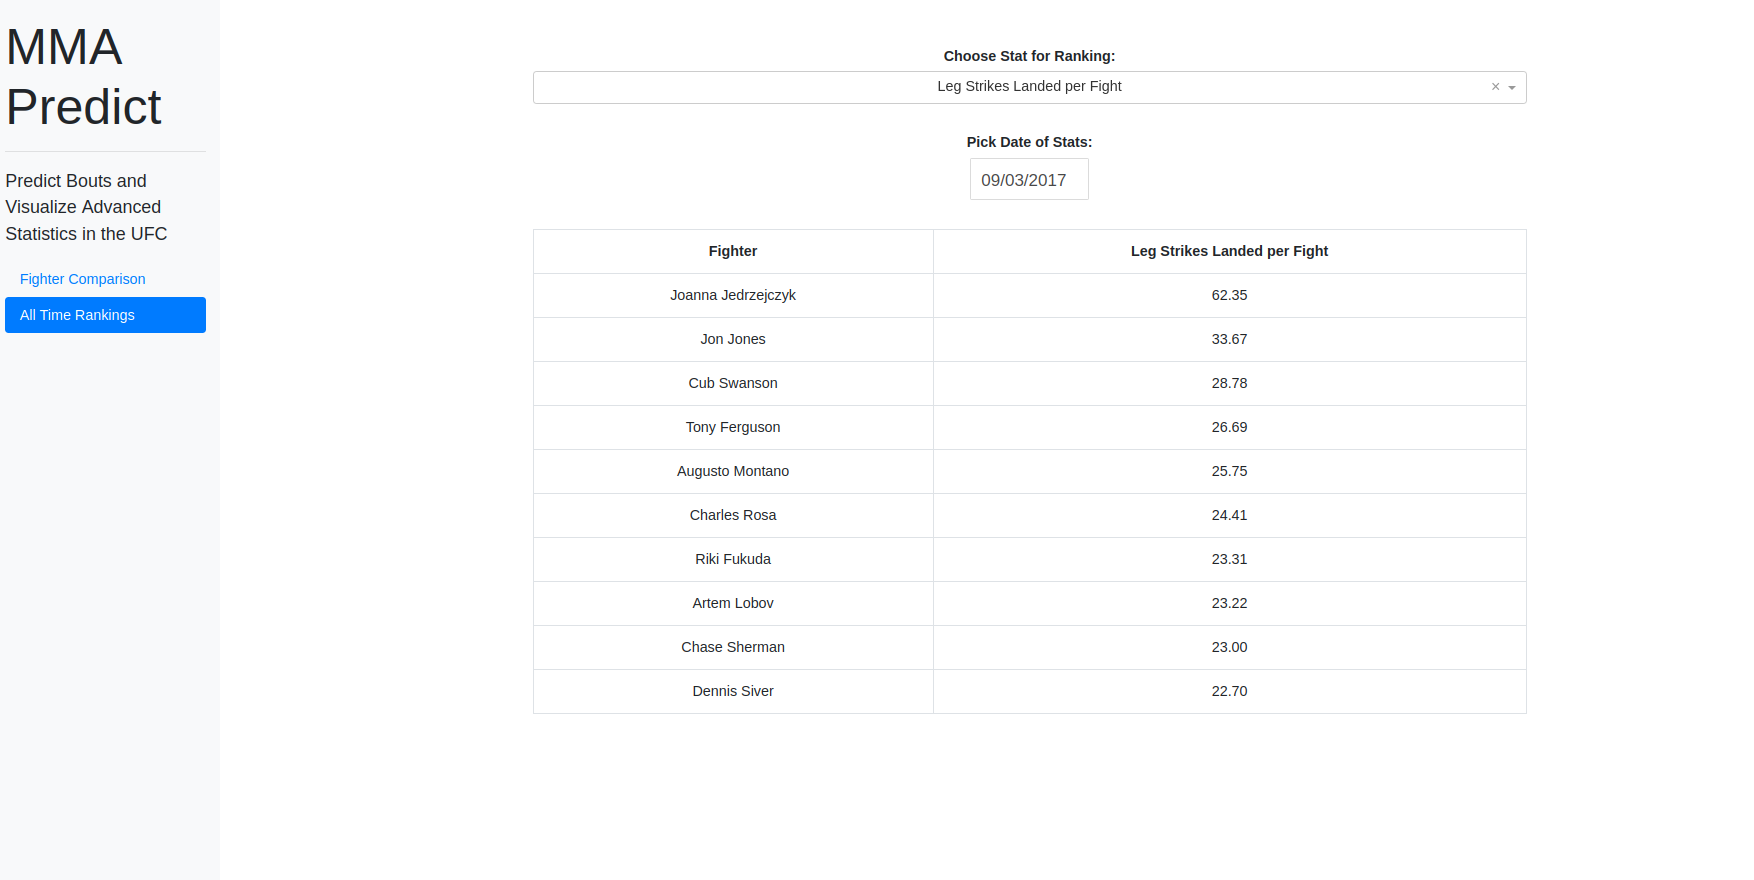 MMA
Predict
Predict Bouts and
Visualize Advanced
Statistics in the UFC
Fighter Comparison
All Time Rankings
Choose Stat for Ranking:
Leg Strikes Landed per Fight ×
Pick Date of Stats:
09/03/2017
Fighter Leg Strikes Landed per Fight
Joanna Jedrzejczyk 62.35
Jon Jones 33.67
Cub Swanson 28.78
Tony Ferguson 26.69
Augusto Montano 25.75
Charles Rosa 24.41
Riki Fukuda 23.31
Artem Lobov 23.22
Chase Sherman 23.00
Dennis Siver 22.70